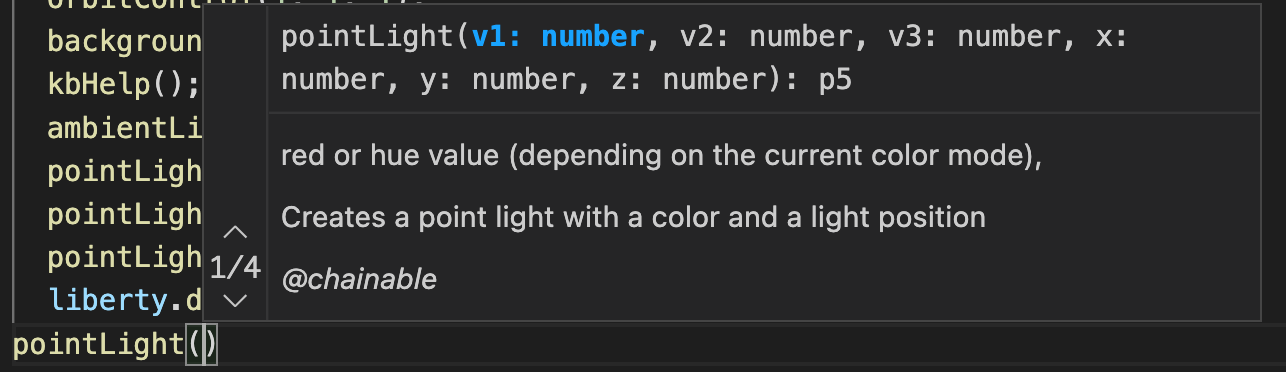 pointLight(v1: number, v2: number, v3: number, x:
number, y: number, z: number): p5
red or hue value (depending on the current color mode),
Creates a point light with a color and a light position
@chainable
1/4
backgroun
kbHelp();
ambientLi
pointLigh
pointLigh
pointLigh
liberty.d
pointLight()